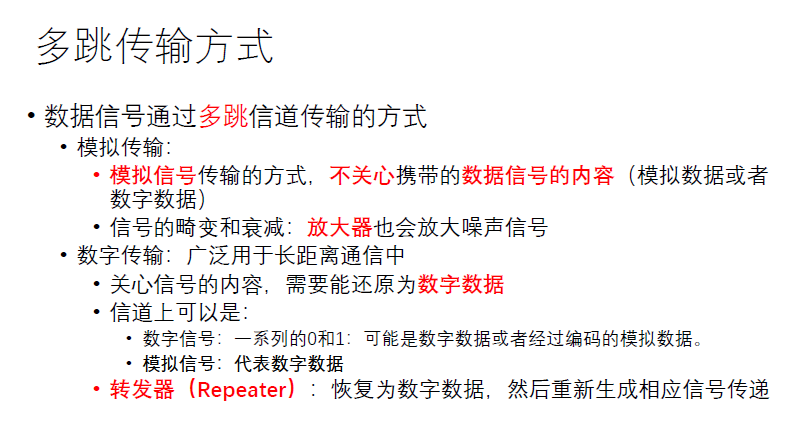 多跳传输方式
• 数据信号通过多跳信道传输的方式
• 模拟传输：
• 模拟信号传输的方式，不关心携带的数据信号的内容（模拟数据或者
数字数据）
• 信号的畸变和衰减：放大器也会放大噪声信号
• 数字传输：广泛用于长距离通信中
• 关心信号的内容，需要能还原为数字数据
• 信道上可以是：
• 数字信号：一系列的0和1：可能是数字数据或者经过编码的模拟数据。
• 模拟信号：代表数字数据
• 转发器（Repeater）：恢复为数字数据，然后重新生成相应信号传递